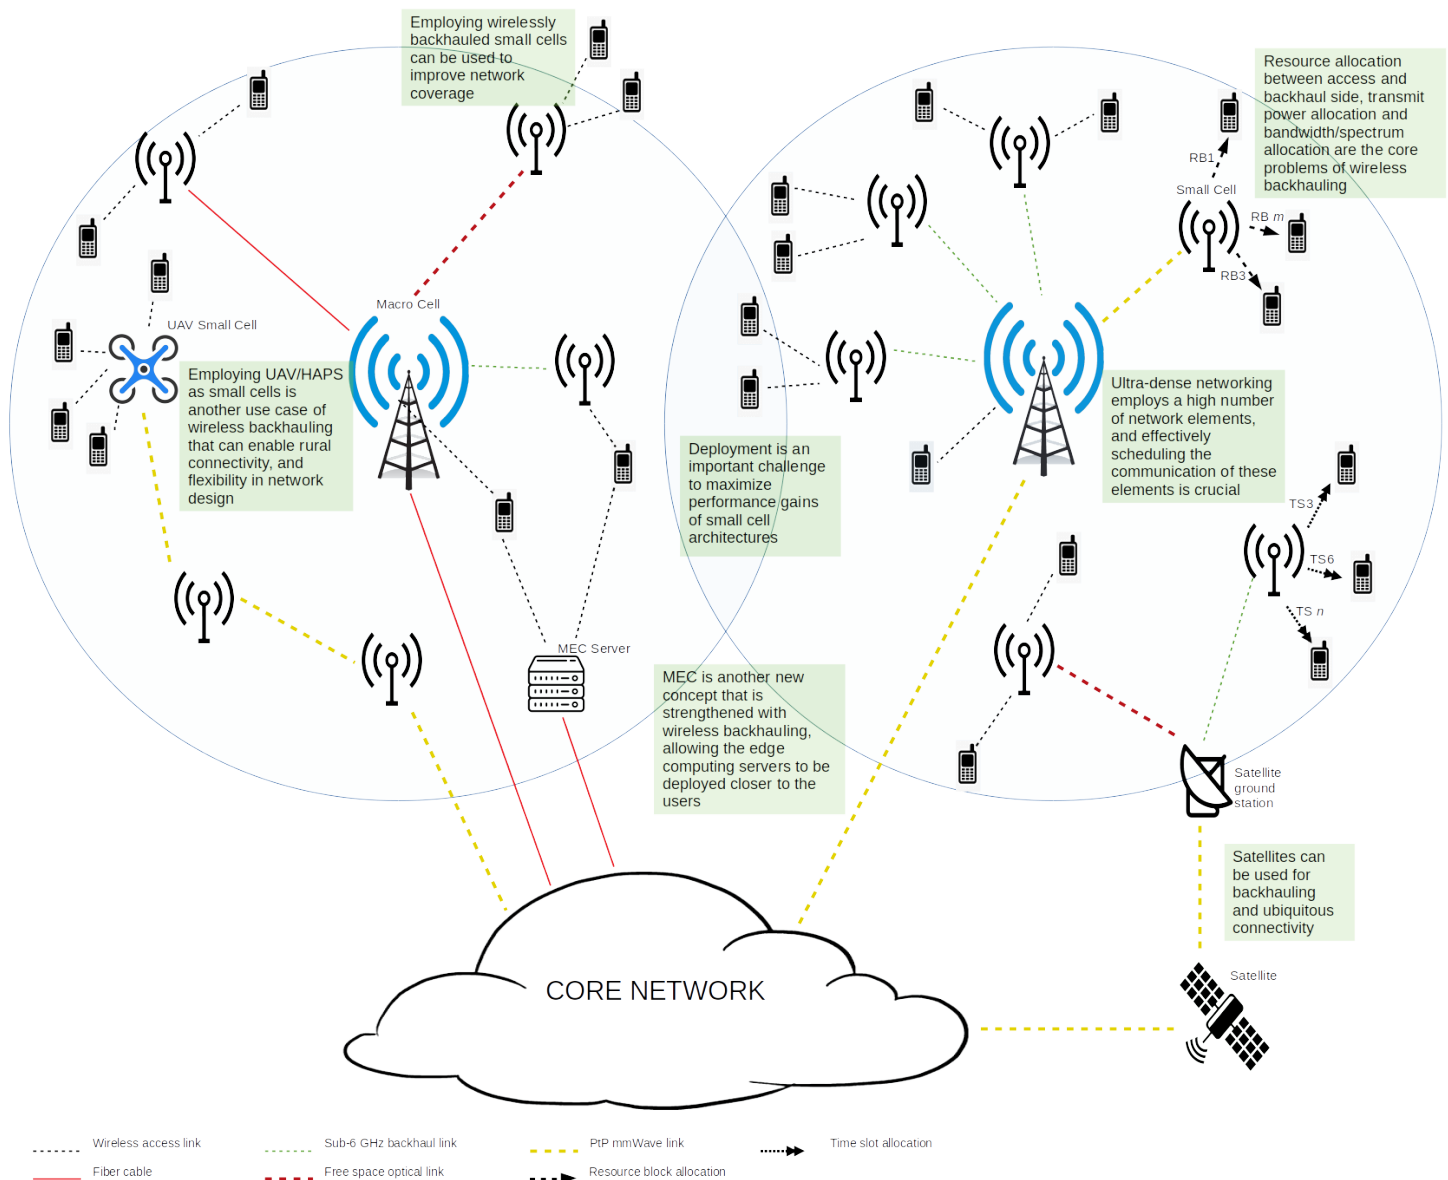 Employing wirelessly
backhauled small cells
can be used to
improve network
coverage
Resource allocation
between access and
backhaul side, transmit
power allocation and
bandwidth/spectrum
allocation are the core
problems of wireless
backhauling
RB1
Small Cell
RB m
RB3
Macro Cell
UAV Small Cell
Employing UAV/HAPS
as small cells is
another use case of
wireless backhauling
that can enable rural
connectivity, and
flexibility in network
design
Ultra-dense networking
employs a high number
of network elements,
and effectively
scheduling the
communication of these
elements is crucial
Deployment is an
important challenge
to maximize
performance gains
of small cell
architectures
TS3
TS6
TS n
MEC Server
MEC is another new
concept that is
strengthened with
wireless backhauling,
allowing the edge
computing servers to be
deployed closer to the
users
Satellite
ground
station
Satellites can
be used for
backhauling
and ubiquitous
connectivity
Satellite
CORE NETWORK
Wireless access link
Sub-6 GHz backhaul link
PtP mmWave link
Time slot allocation
Fiber cable
Free space optical link
Resource block allocation